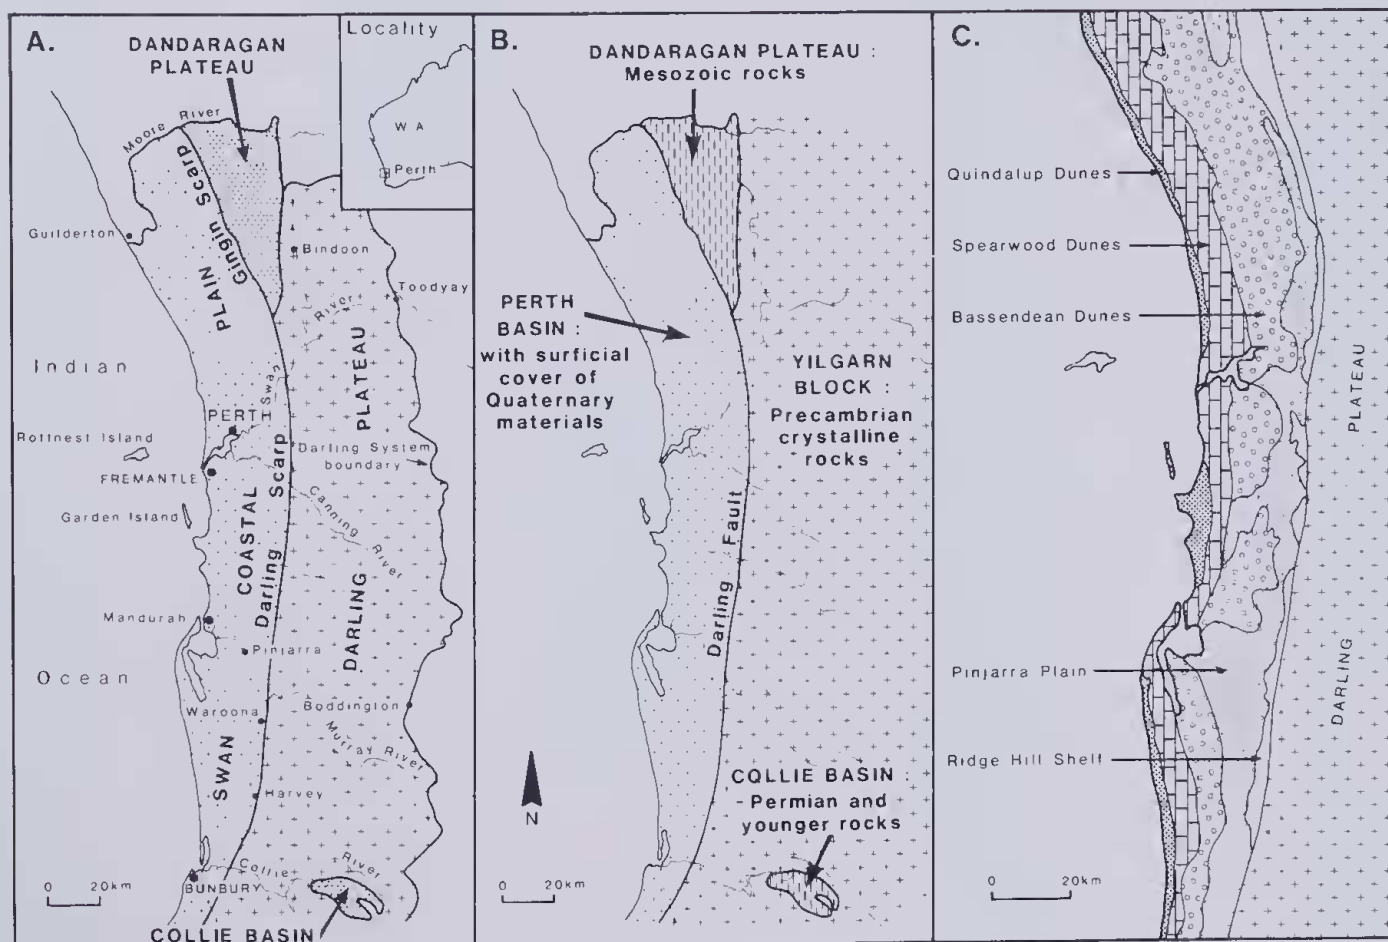 A.
DANDARAGAN
PLATEAU
Locality
WA
Perth
Moore River
Gingin Scarp
PLAIN
Guilderton
Bindoon
Toodyay
River
Swan
Indian
PLATEAU
PERTH
Rottnest Island
Darling System
boundary
FREMANTLE
Scarp
Garden Island
COASTAL
Canning
River
Darling
DARLING
Mandurah
Pinjarra
Ocean
Waroona
Boddington
Murray River
SWAN
Harvey
Collie
River
0 20km
BUNBURY
COLLIE BASIN
B.
DANDARAGAN PLATEAU :
Mesozoic rocks
PERTH
BASIN :
with surficial
cover of
Quaternary
materials
YILGARN
BLOCK :
Precambrian
crystalline
rocks
Darling Fault
N
COLLIE BASIN :
- Permian and
younger rocks
0 20km
C.
Quindalup Dunes
Spearwood Dunes
Bassendean Dunes
PLATEAU
Pinjarra Plain
DARLING
Ridge Hill Shelf
0 20km